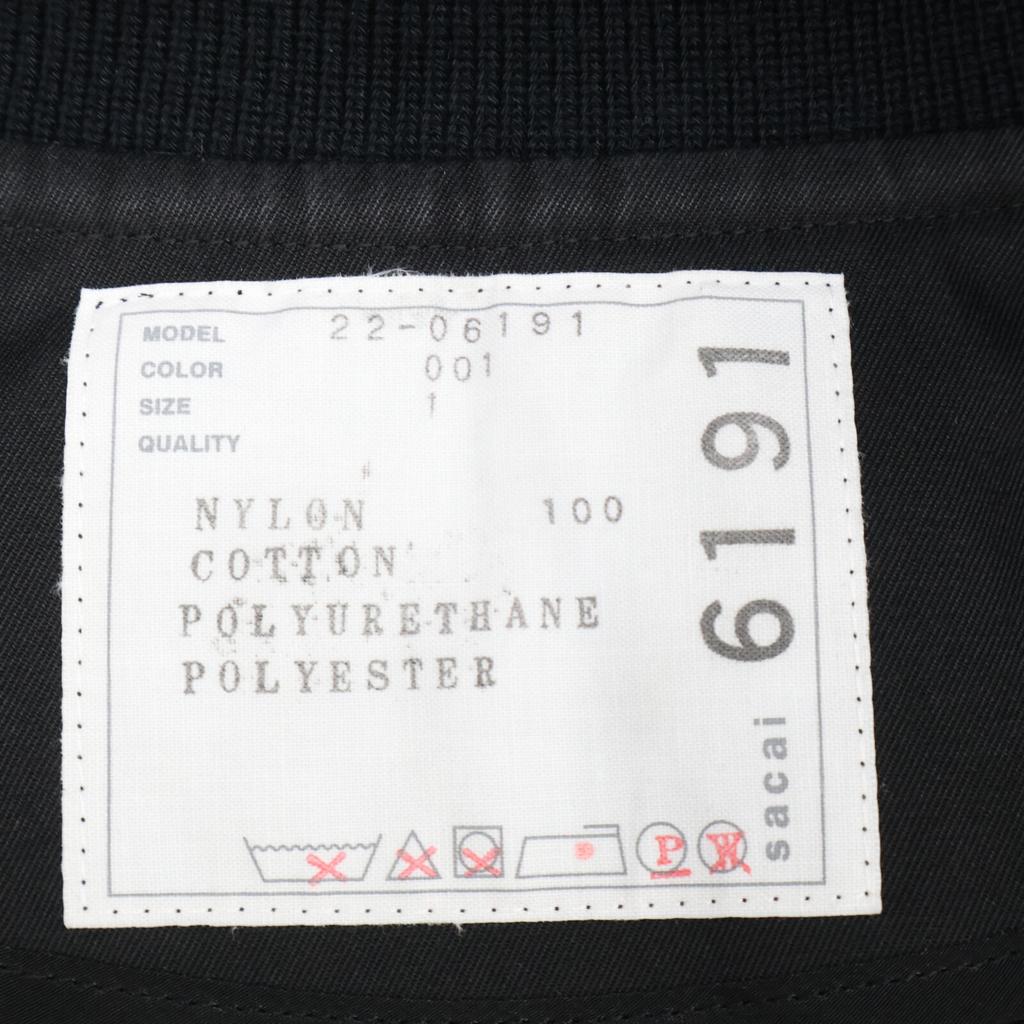 MODEL 22-06191
COLOR 001
SIZE 1
QUALITY
NYLON 100
COTTON
POLYURETHANE
POLYESTER
P W
sacai 6191